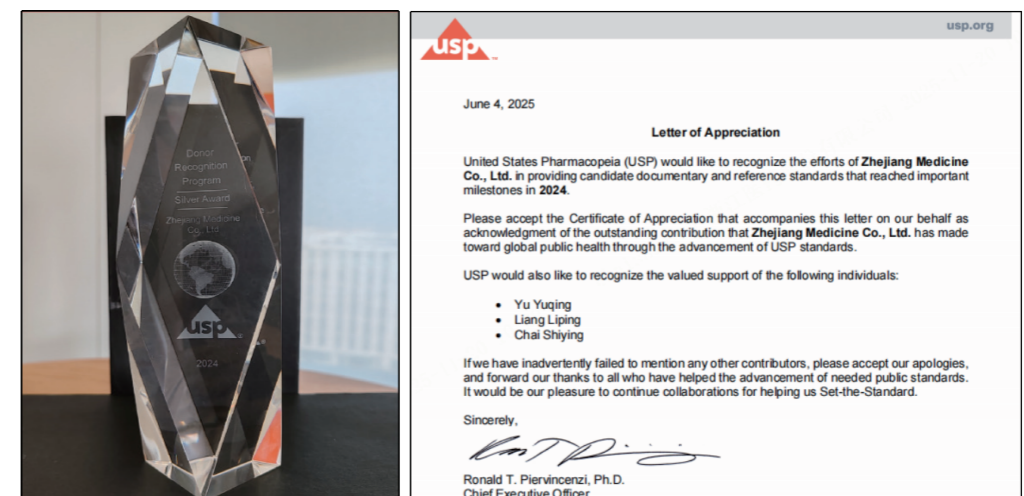 Donor
Recognition
Program
Silver Award
Zhejiang Medicine
Co., Ltd
usp
2024
usp
usp.org
June 4, 2025
Letter of Appreciation
United States Pharmacopeia (USP) would like to recognize the efforts of Zhejiang Medicine
Co., Ltd. in providing candidate documentary and reference standards that reached important
milestones in 2024.
Please accept the Certificate of Appreciation that accompanies this letter on our behalf as
acknowledgment of the outstanding contribution that Zhejiang Medicine Co., Ltd. has made
toward global public health through the advancement of USP standards.
USP would also like to recognize the valued support of the following individuals:
• Yu Yuqing
• Liang Liping
• Chai Shiying
If we have inadvertently failed to mention any other contributors, please accept our apologies,
and forward our thanks to all who have helped the advancement of needed public standards.
It would be our pleasure to continue collaborations for helping us Set-the-Standard.
Sincerely,
Ronald T. Piervincenzi, Ph.D.
Chief Executive Officer